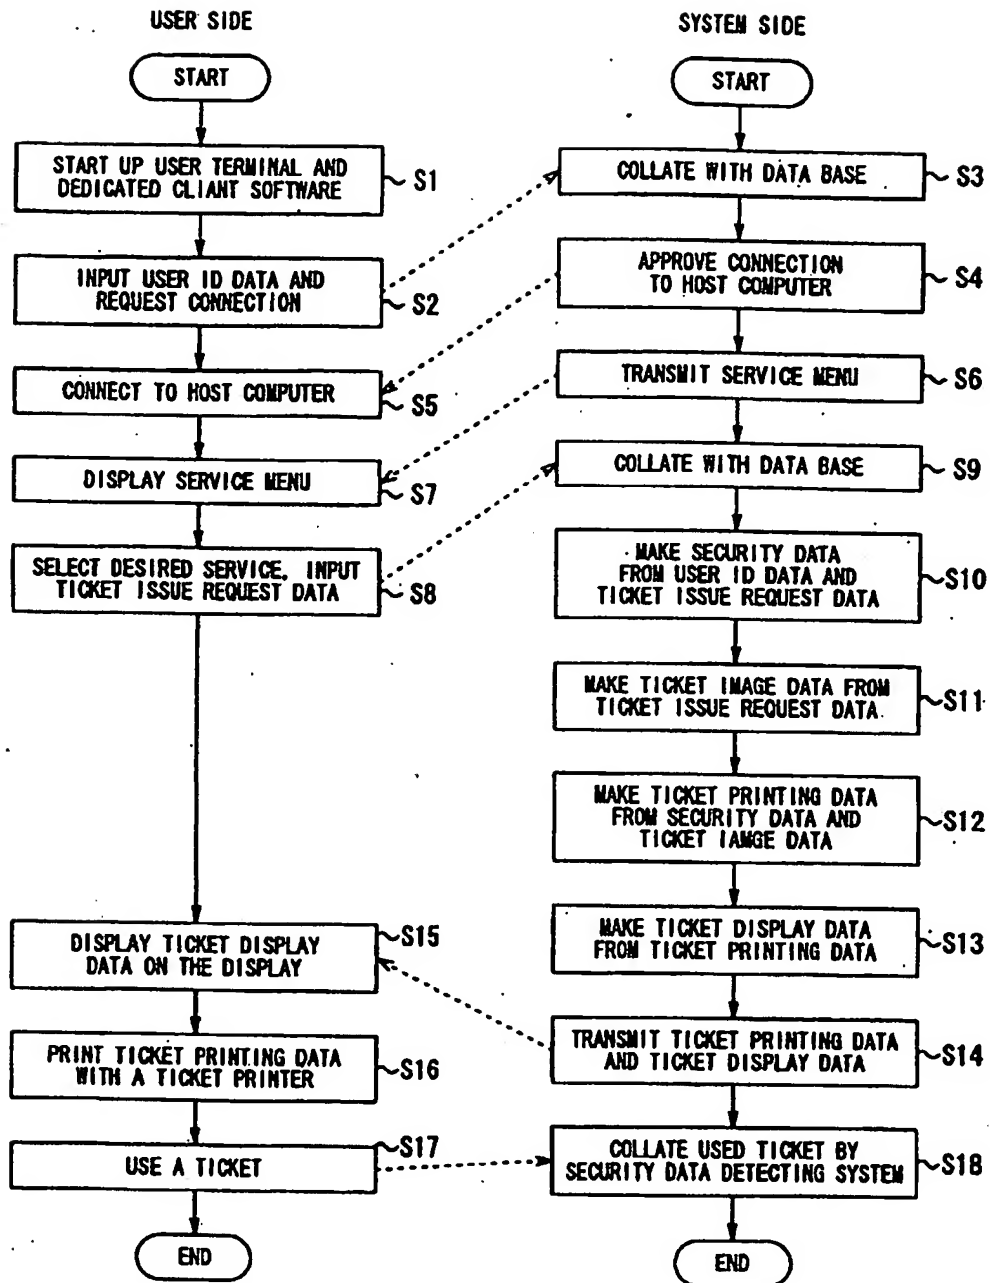 USER SIDE
START
START UP USER TERMINAL AND
DEDICATED CLIANT SOFTWARE
S1
INPUT USER ID DATA AND
REQUEST CONNECTION
S2
CONNECT TO HOST COMPUTER
S5
DISPLAY SERVICE MENU
S7
SELECT DESIRED SERVICE. INPUT
TICKET ISSUE REQUEST DATA
S8
DISPLAY TICKET DISPLAY
DATA ON THE DISPLAY
S15
PRINT TICKET PRINTING DATA
WITH A TICKET PRINTER
S16
USE A TICKET
S17
END
SYSTEM SIDE
START
COLLATE WITH DATA BASE
S3
APPROVE CONNECTION
TO HOST COMPUTER
S4
TRANSMIT SERVICE MENU
S6
COLLATE WITH DATA BASE
S9
MAKE SECURITY DATA
FROM USER ID DATA AND
TICKET ISSUE REQUEST DATA
S10
MAKE TICKET IMAGE DATA FROM
TICKET ISSUE REQUEST DATA
S11
MAKE TICKET PRINTING DATA
FROM SECURITY DATA AND
TICKET IAMGE DATA
S12
MAKE TICKET DISPLAY DATA
FROM TICKET PRINTING DATA
S13
TRANSMIT TICKET PRINTING DATA
AND TICKET DISPLAY DATA
S14
COLLATE USED TICKET BY
SECURITY DATA DETECTING SYSTEM
S18
END